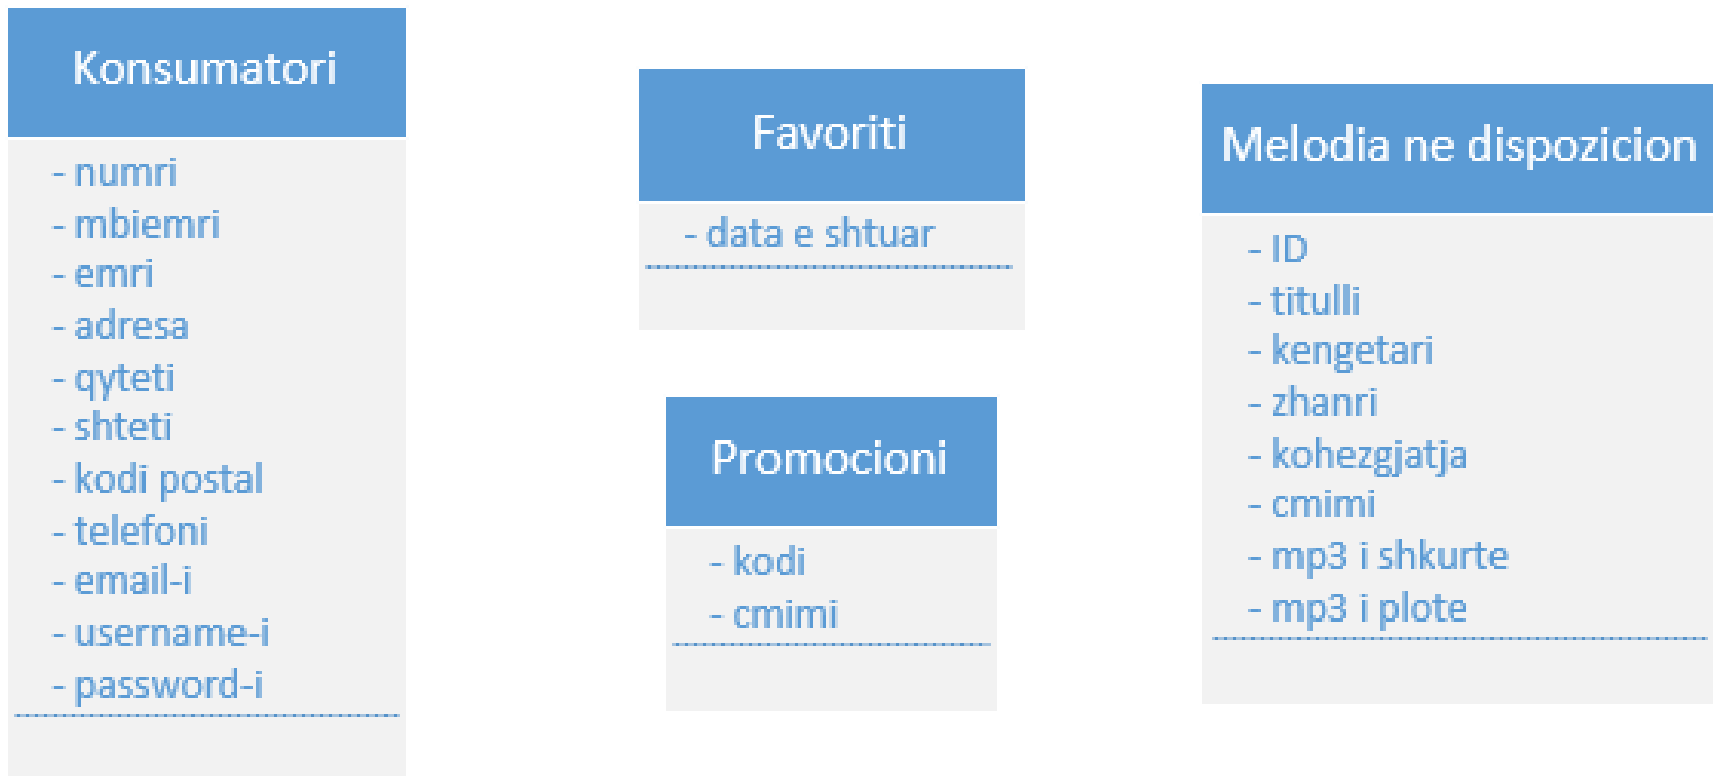 Konsumatori
- numri
- mbiemri
- emri
- adresa
- qyteti
- shteti
- kodi postal
- telefoni
- email-i
- username-i
- password-i
Favoriti
- data e shtuar
Promocioni
- kodi
- cmimi
Melodia ne dispozicion
- ID
- titulli
- kengetari
- zhanri
- kohezgjatja
- cmimi
- mp3 i shkurte
- mp3 i plote